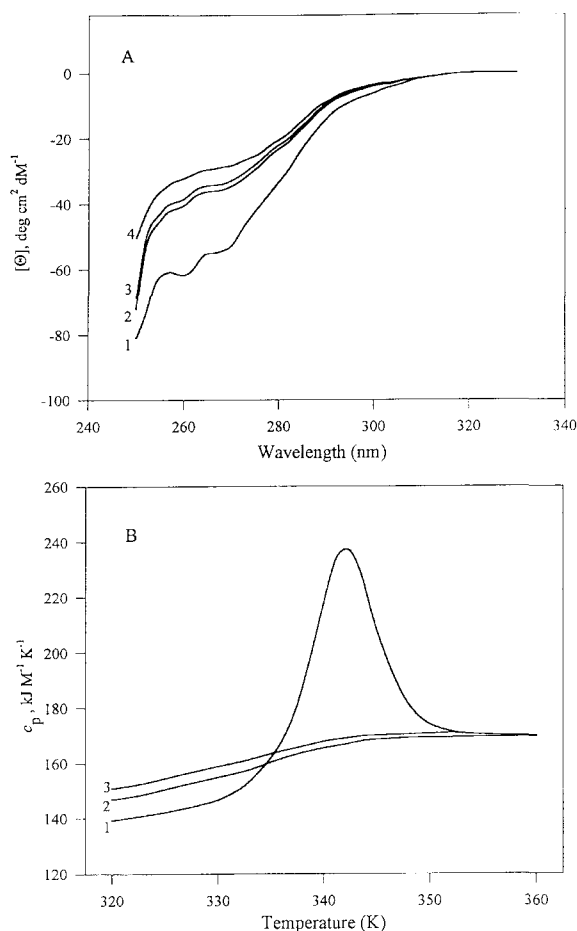 A
0
-20
-40
-60
-80
-100
[Θ], deg cm² dM⁻¹
4
3
2
1
240 260 280 300 320 340
Wavelength (nm)
B
260
240
220
200
180
160
140
120
cp , kJ M⁻¹ K⁻¹
3
2
1
320 330 340 350 360
Temperature (K)